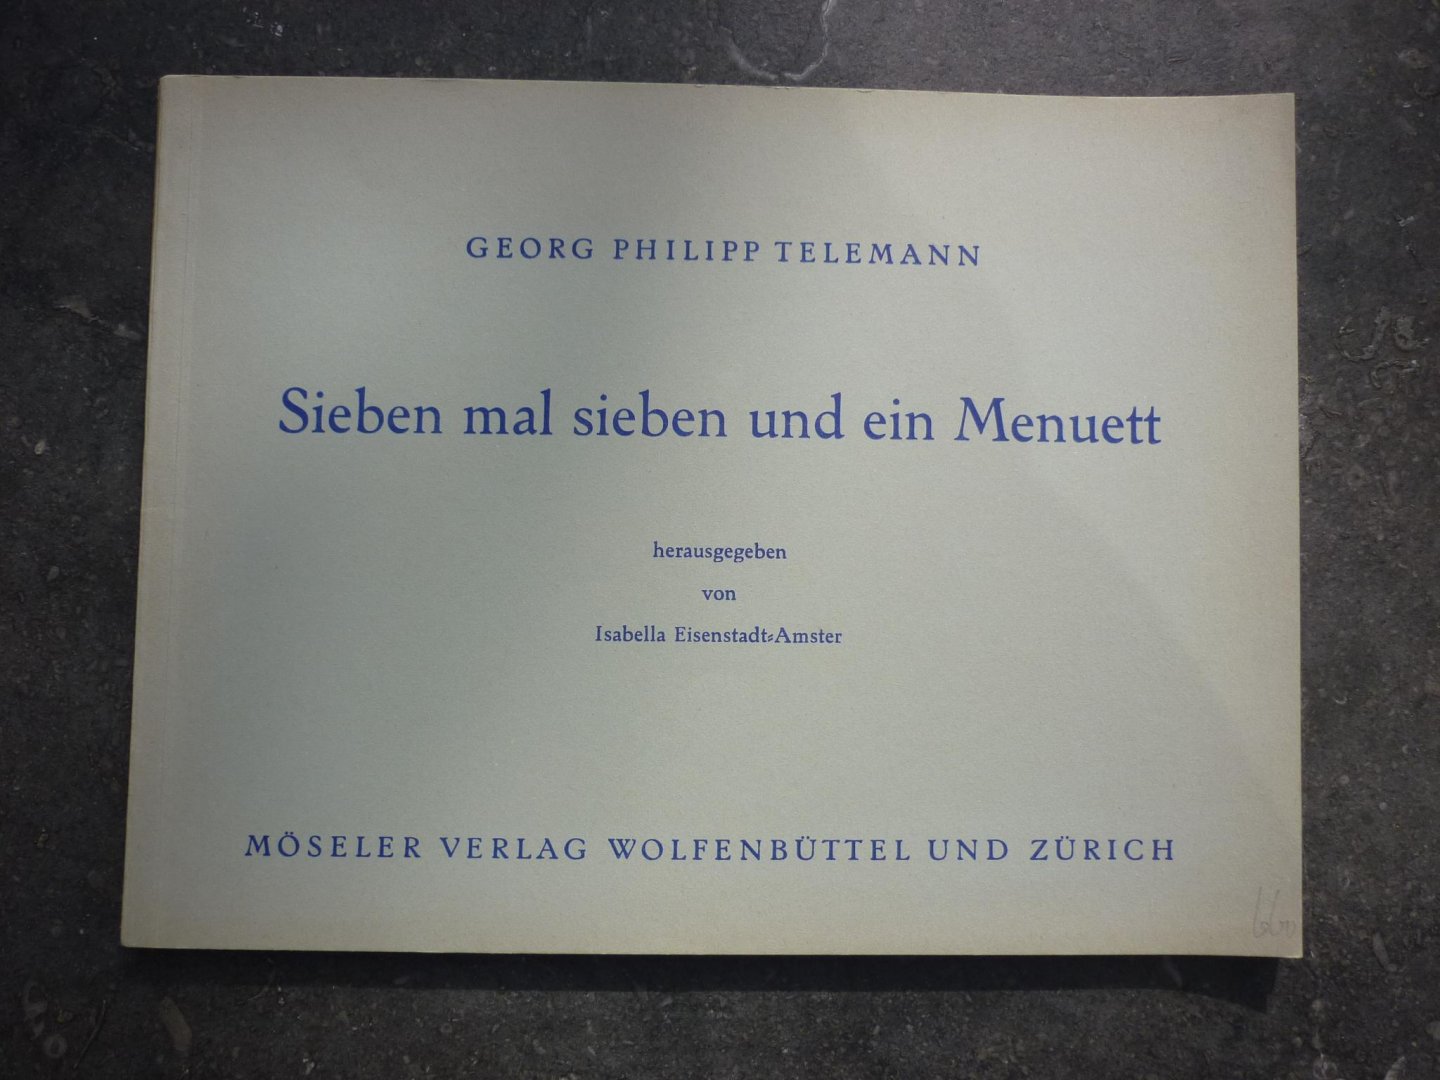 GEORG PHILIPP TELEMANN
Sieben mal sieben und ein Menuett
herausgegeben
von
Isabella Eisenstadt-Amster
MÖSELER VERLAG WOLFENBÜTTEL UND ZÜRICH